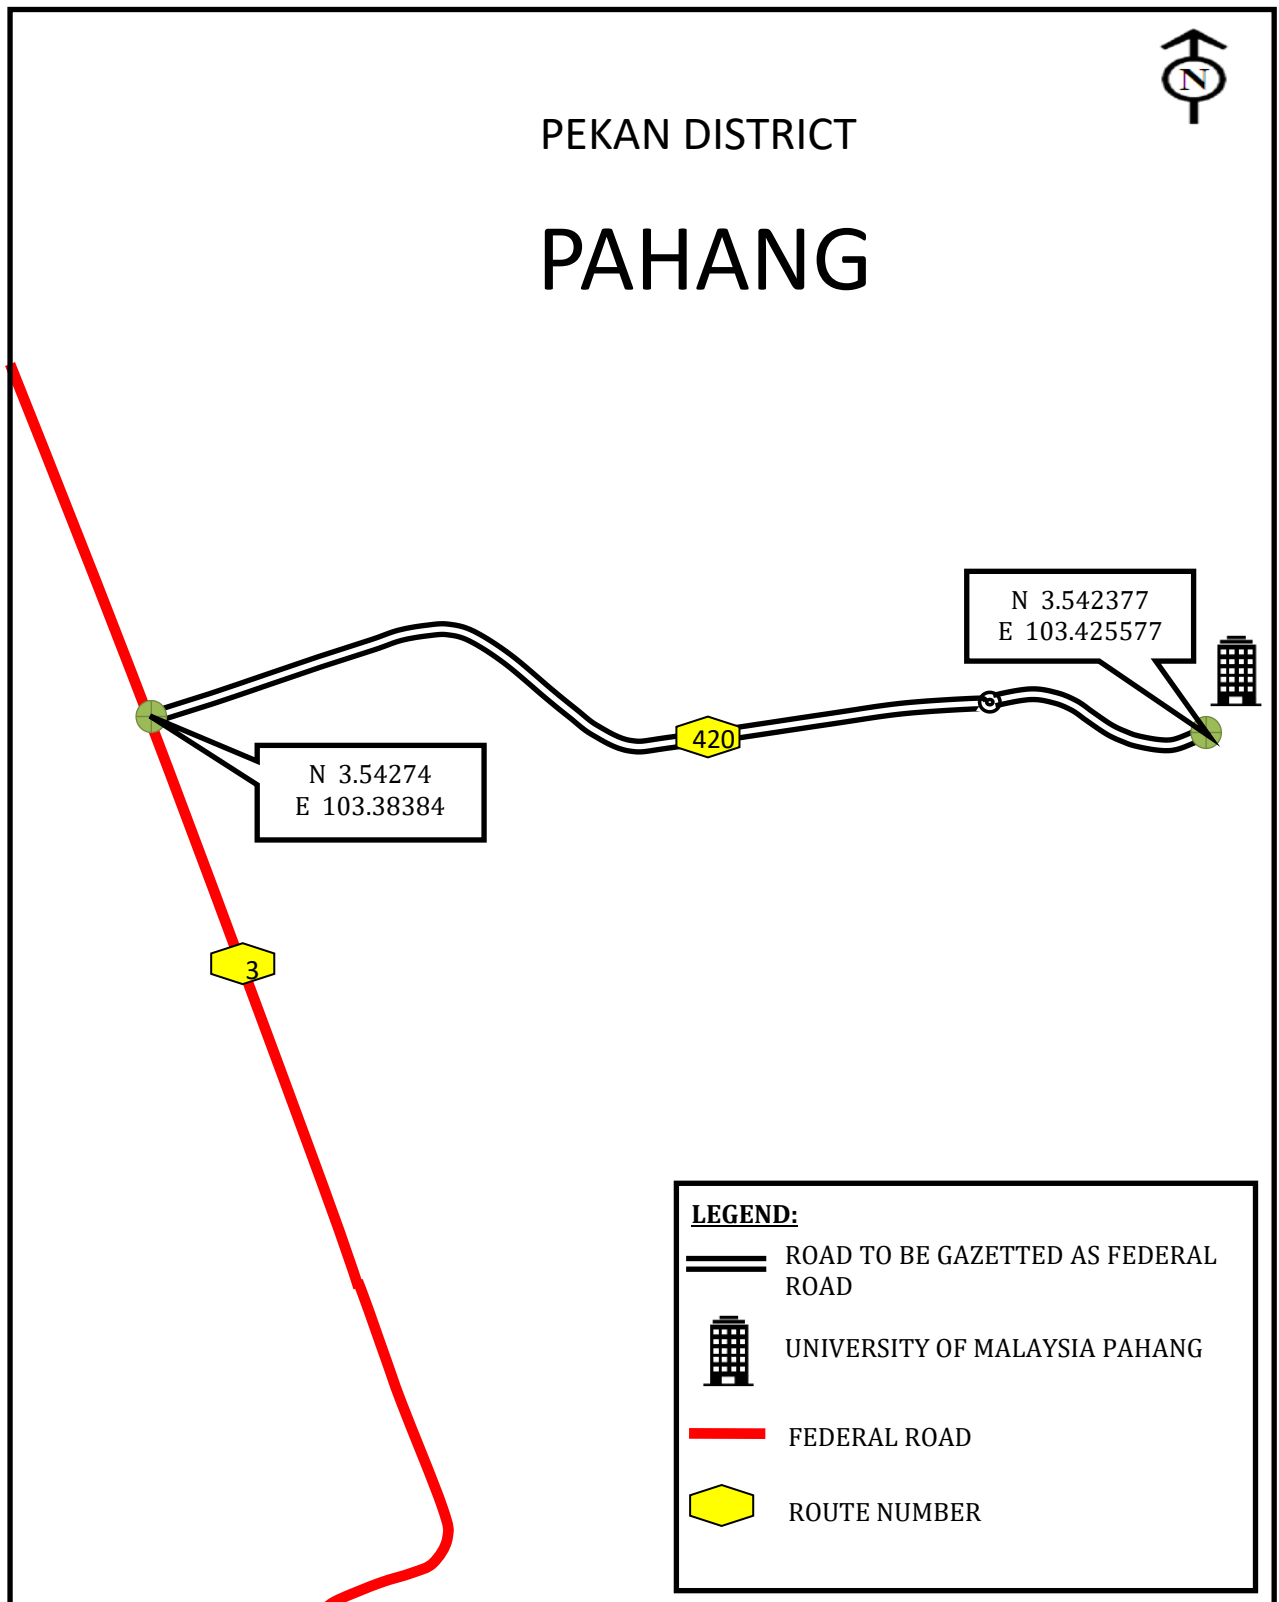 N
PEKAN DISTRICT
PAHANG
N 3.542377
E 103.425577
420
N 3.54274
E 103.38384
3
LEGEND:
ROAD TO BE GAZETTED AS FEDERAL
ROAD
UNIVERSITY OF MALAYSIA PAHANG
FEDERAL ROAD
ROUTE NUMBER